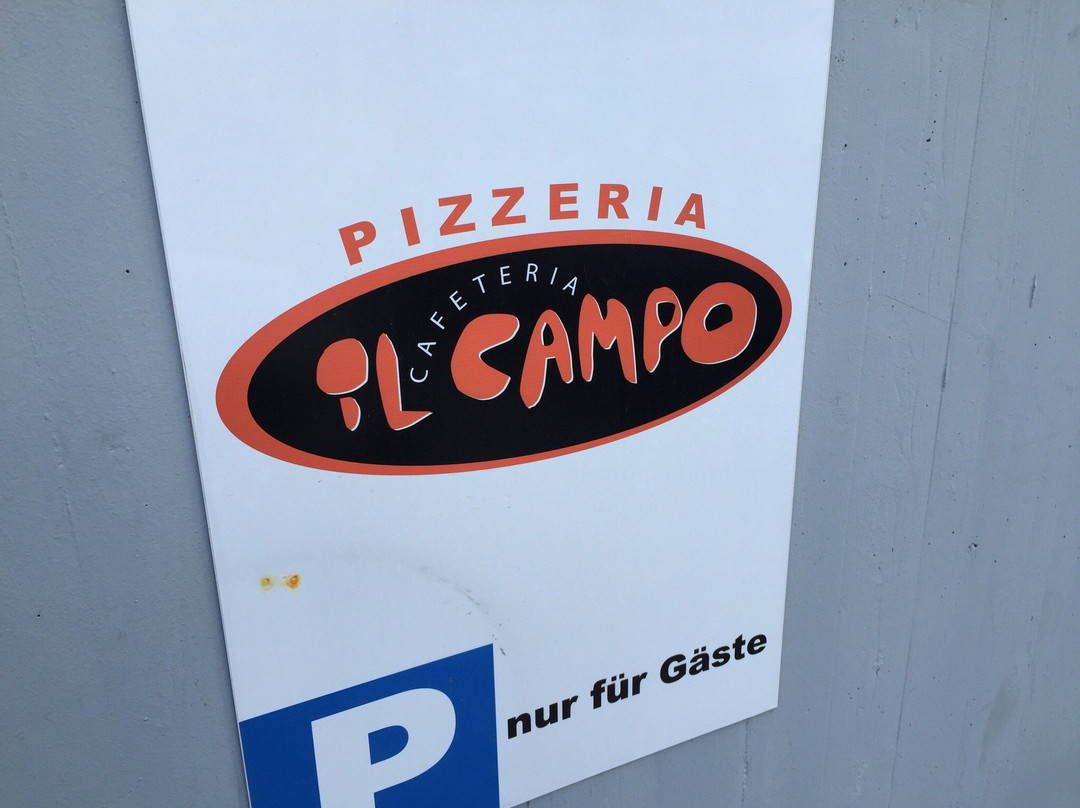 PIZZERIA
CAFETERIA
iL CAMPO
P
nur für Gäste